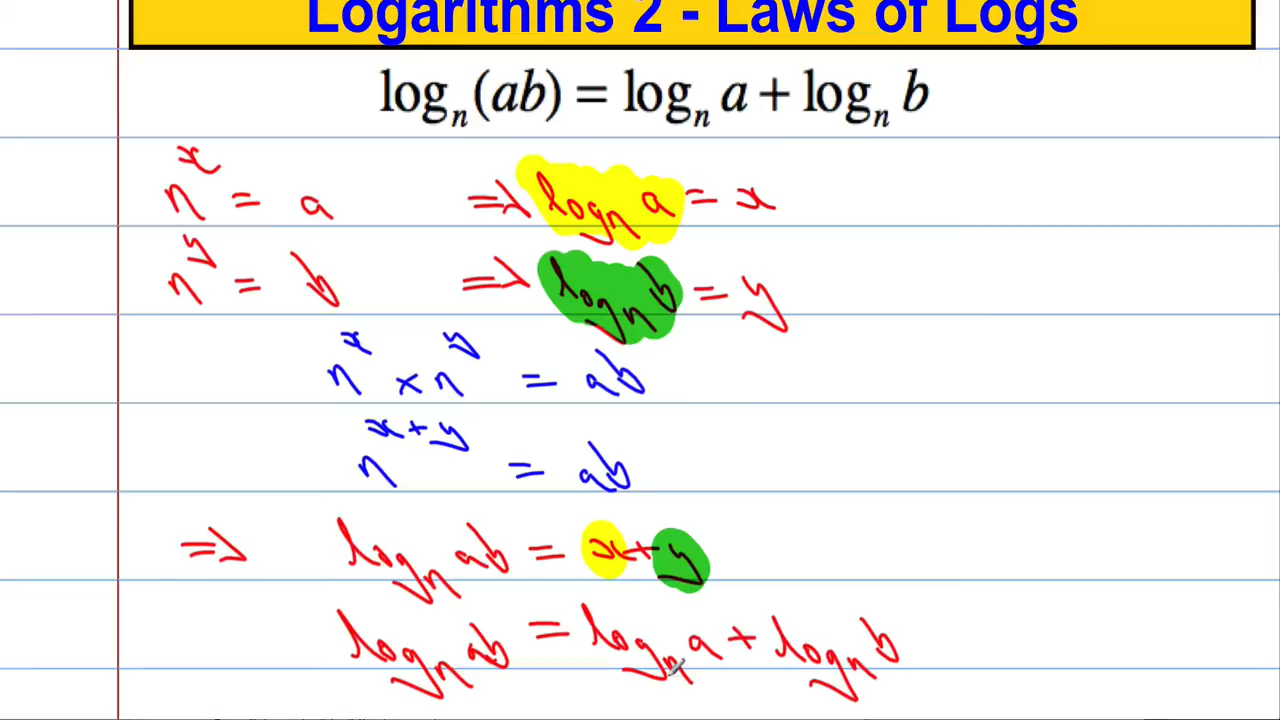 Logarithms 2 - Laws of Logs
logₙ(ab) = logₙ a + logₙ b
nˣ = a => logₙ a = x
nʸ = b => logₙ b = y
nˣ × nʸ = ab
nˣ⁺ʸ = ab
=> logₙ ab = x + y
logₙ ab = logₙ a + logₙ b